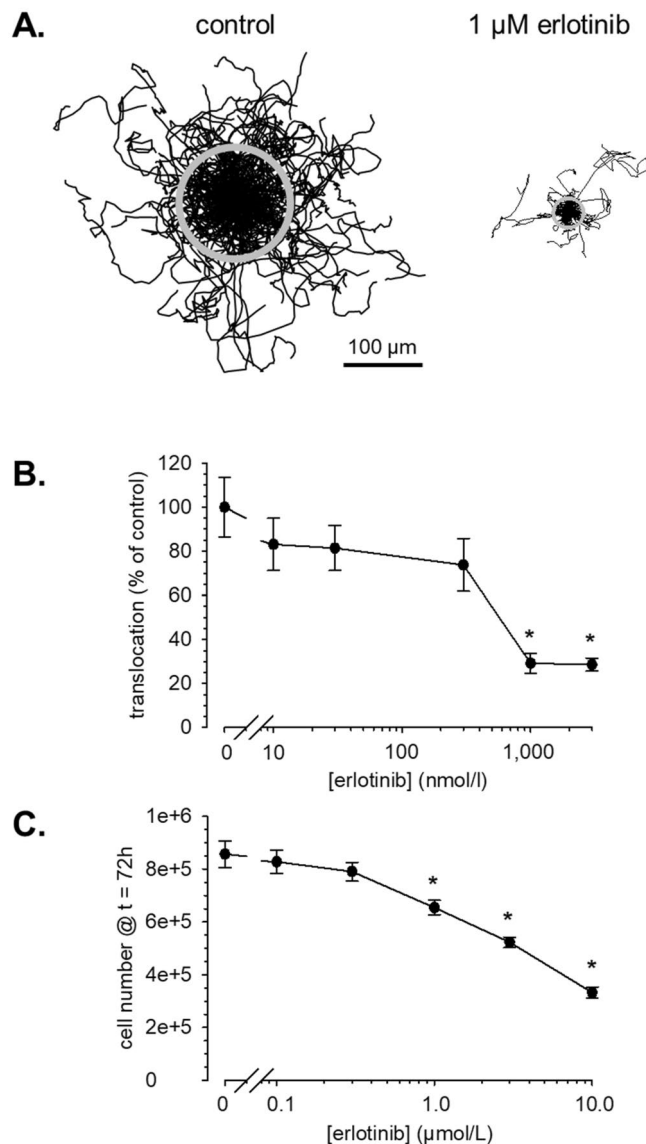 A.
control
1 µM erlotinib
100 µm
B.
translocation (% of control)
120
100
80
60
40
20
0
*
*
0
10
100
1,000
[erlotinib] (nmol/l)
C.
cell number @ t = 72h
1e+6
8e+5
6e+5
4e+5
2e+5
0
*
*
*
0
0.1
1.0
10.0
[erlotinib] (µmol/L)